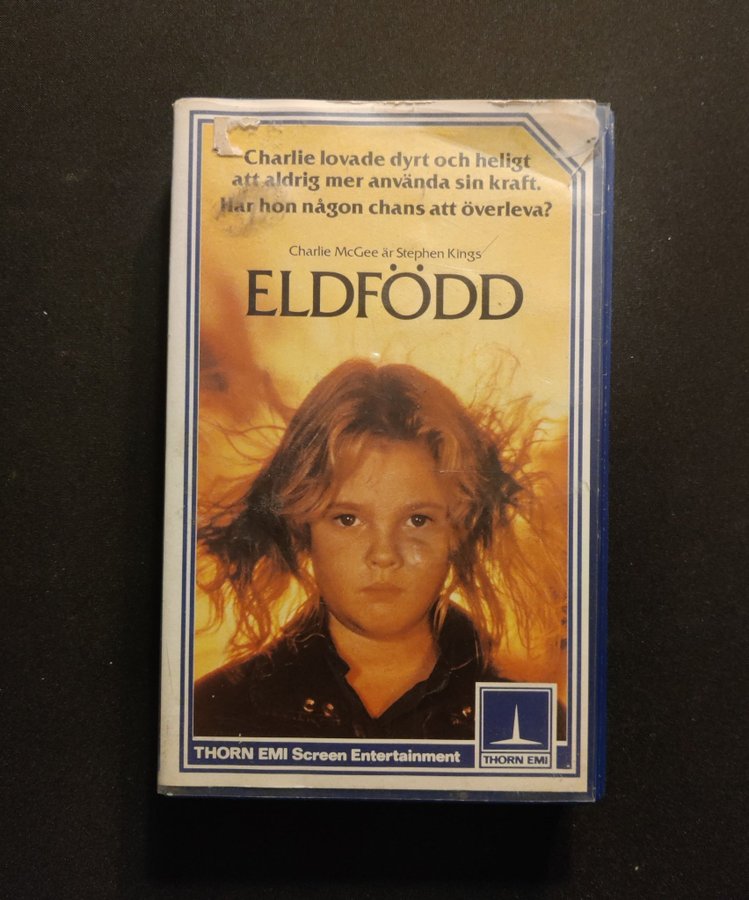 Charlie lovade dyrt och heligt
att aldrig mer använda sin kraft.
Har hon någon chans att överleva?
Charlie McGee är Stephen Kings
ELDFÖDD
THORN EMI Screen Entertainment
THORN EMI